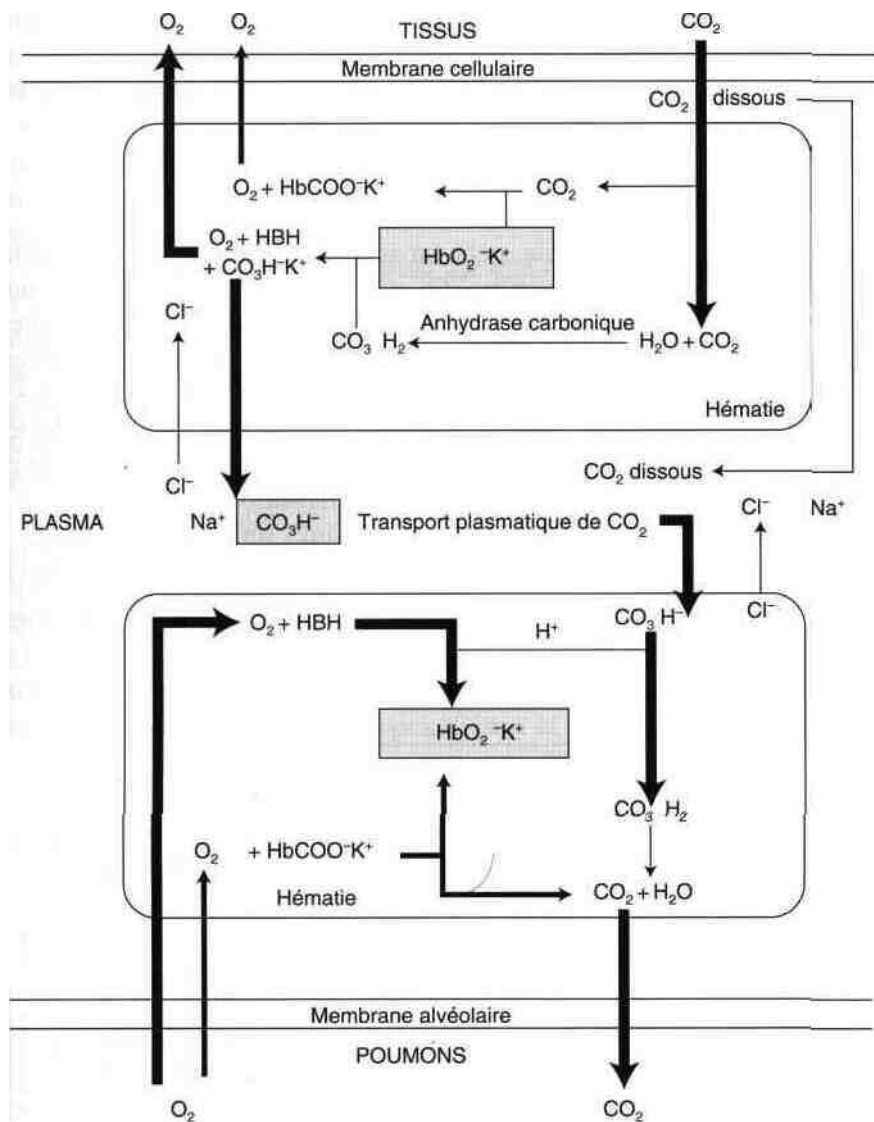 O₂ O₂ TISSUS CO₂
Membrane cellulaire
CO₂ dissous
O₂ + HbCOO⁻K⁺ CO₂
O₂ + HBH
+ CO₃H⁻K⁺
HbO₂ ⁻K⁺
Cl⁻
Anhydrase carbonique
CO₃ H₂ H₂O + CO₂
Hématie
CO₂ dissous
Cl⁻
PLASMA Na⁺ CO₃H⁻ Transport plasmatique de CO₂ Cl⁻ Na⁺
O₂ + HBH H⁺ CO₃ H⁻ Cl⁻
HbO₂ ⁻K⁺
CO₃ H₂
O₂ + HbCOO⁻K⁺
Hématie CO₂ + H₂O
Membrane alvéolaire
POUMONS
O₂ CO₂